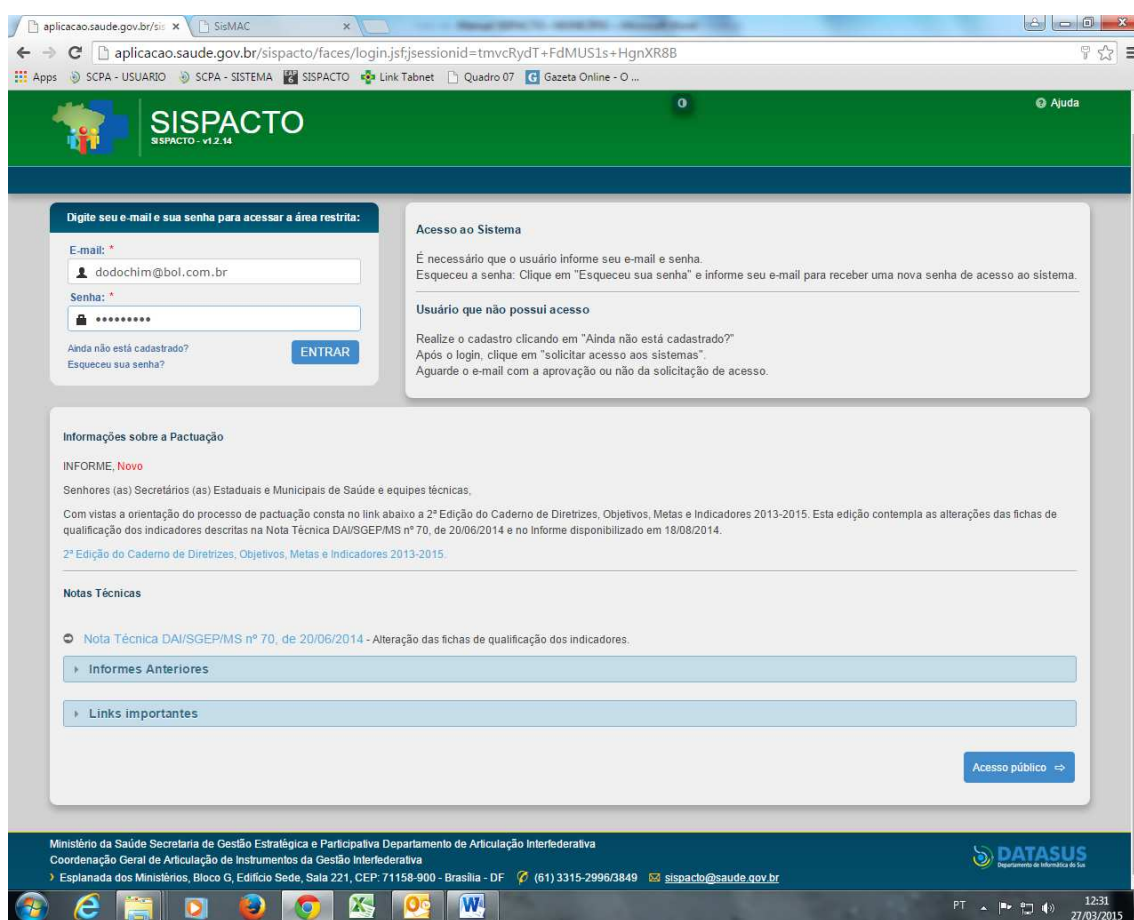 aplicacao.saude.gov.br/sis
SisMAC
aplicacao.saude.gov.br/sispacto/faces/login.jsf;jsessionid=tmvcRydT+FdMUS1s+HgnXR8B
Apps SCPA - USUARIO SCPA - SISTEMA SISPACTO Link Tabnet Quadro 07 Gazeta Online - O ...
Ajuda
SISPACTO
SISPACTO - v1.2.14
Digite seu e-mail e sua senha para acessar a área restrita:
E-mail: *
dodochim@bol.com.br
Senha: *
•••••••••
Ainda não está cadastrado?
Esqueceu sua senha?
ENTRAR
Acesso ao Sistema
É necessário que o usuário informe seu e-mail e senha.
Esqueceu a senha: Clique em "Esqueceu sua senha" e informe seu e-mail para receber uma nova senha de acesso ao sistema.
Usuário que não possui acesso
Realize o cadastro clicando em "Ainda não está cadastrado?"
Após o login, clique em "solicitar acesso aos sistemas".
Aguarde o e-mail com a aprovação ou não da solicitação de acesso.
Informações sobre a Pactuação
INFORME, Novo
Senhores (as) Secretários (as) Estaduais e Municipais de Saúde e equipes técnicas,
Com vistas a orientação do processo de pactuação consta no link abaixo a 2ª Edição do Caderno de Diretrizes, Objetivos, Metas e Indicadores 2013-2015. Esta edição contempla as alterações das fichas de
qualificação dos indicadores descritas na Nota Técnica DAI/SGEP/MS nº 70, de 20/06/2014 e no Informe disponibilizado em 18/08/2014.
2ª Edição do Caderno de Diretrizes, Objetivos, Metas e Indicadores 2013-2015.
Notas Técnicas
Nota Técnica DAI/SGEP/MS nº 70, de 20/06/2014 - Alteração das fichas de qualificação dos indicadores.
Informes Anteriores
Links importantes
Acesso público ⇨
Ministério da Saúde Secretaria de Gestão Estratégica e Participativa Departamento de Articulação Interfederativa
Coordenação Geral de Articulação de Instrumentos da Gestão Interfederativa
Esplanada dos Ministérios, Bloco G, Edifício Sede, Sala 221, CEP: 71158-900 - Brasília - DF (61) 3315-2996/3849 sispacto@saude.gov.br
DATASUS
Departamento de Informática do Sus
PT
12:31
27/03/2015